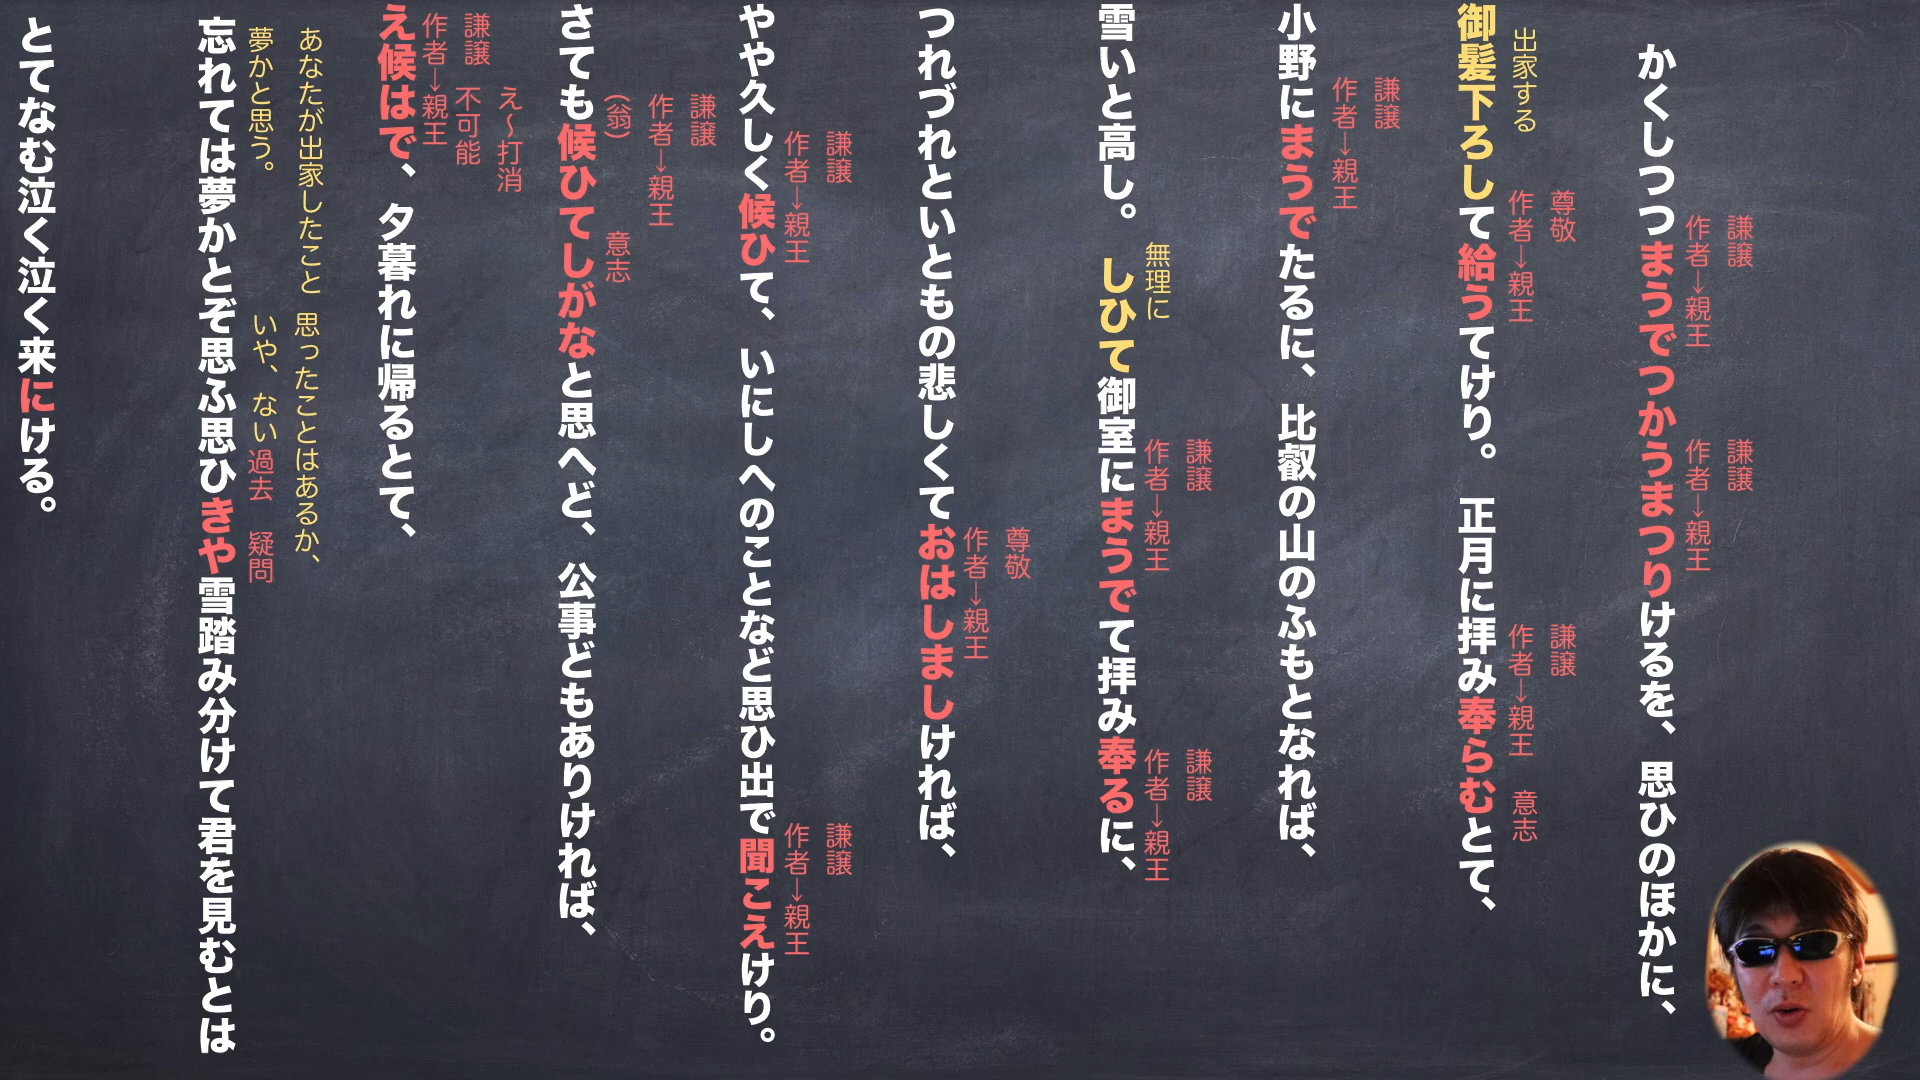 かくしつつまうでつかうまつりけるを、思ひのほかに、
謙譲
作者→親王
謙譲
作者→親王
御髪下ろして給うてけり。正月に拝み奉らむとて、
出家する
尊敬
作者→親王
謙譲
作者→親王
意志
小野にまうでたるに、比叡の山のふもとなれば、
謙譲
作者→親王
雪いと高し。しひて御室にまうでて拝み奉るに、
無理に
謙譲
作者→親王
謙譲
作者→親王
つれづれといともの悲しくておはしましければ、
尊敬
作者→親王
やや久しく候ひて、いにしへのことなど思ひ出で聞こえけり。
謙譲
作者→親王
謙譲
作者→親王
さても候ひてしがなと思へど、公事どもありければ、
謙譲
作者→親王
(翁)
意志
え候はで、夕暮れに帰るとて、
謙譲
作者→親王
え〜打消
不可能
忘れては夢かとぞ思ふ思ひきや雪踏み分けて君を見むとは
あなたが出家したこと
夢かと思う。
思ったことはあるか、
いや、ない
過去
疑問
とてなむ泣く泣く来にける。